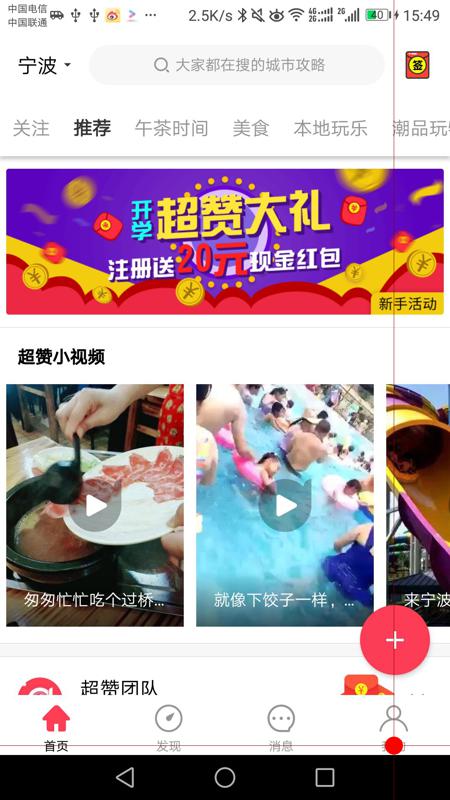 中国电信
中国联通
2.5K/s 4G 2G 40 15:49
宁波
大家都在搜的城市攻略
签
关注 推荐 午茶时间 美食 本地玩乐 潮品玩
开学
超赞大礼
注册送20元现金红包
新手活动
超赞小视频
匆匆忙忙吃个过桥...
就像下饺子一样，...
来宁波
超赞团队
首页 发现 消息